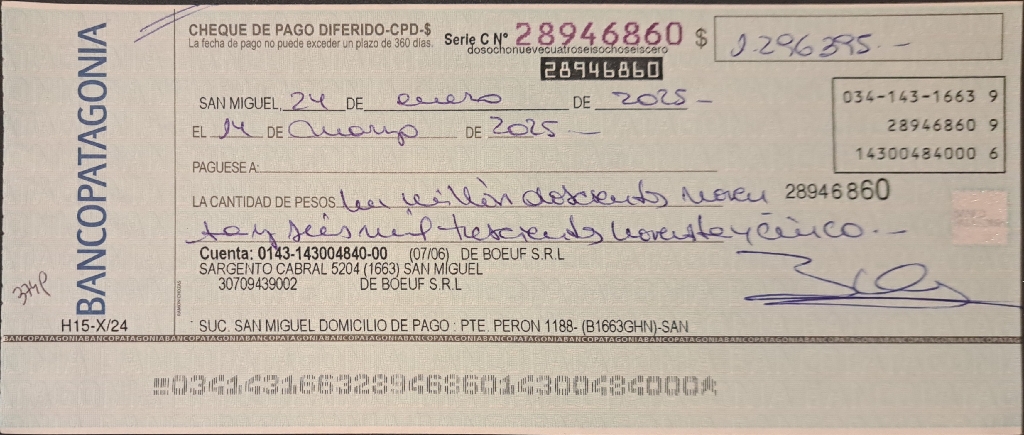 BANCOPATAGONIA
H15-X/24
CHEQUE DE PAGO DIFERIDO-CPD-$
La fecha de pago no puede exceder un plazo de 360 días.
Serie C Nº 28946860 $ 1.296395.-
dosochonuevecuatroseisochoseiscero
28946860
SAN MIGUEL, 24 DE enero DE 2025-
EL 14 DE Marzo DE 2025-
034-143-1663 9
28946860 9
14300484000 6
PAGUESE A:
LA CANTIDAD DE PESOS Un millón doscientos noven 28946860
ta y seis mil trescientos noventa y cinco.-
Cuenta: 0143-143004840-00 (07/06) DE BOEUF S.R.L
SARGENTO CABRAL 5204 (1663) SAN MIGUEL
30709439002 DE BOEUF S.R.L
SUC. SAN MIGUEL DOMICILIO DE PAGO : PTE. PERON 1188- (B1663GHN)-SAN
BANCOPATAGONIABANCOPATAGONIABANCOPATAGONIABANCOPATAGONIA
03414316632894686014300484000